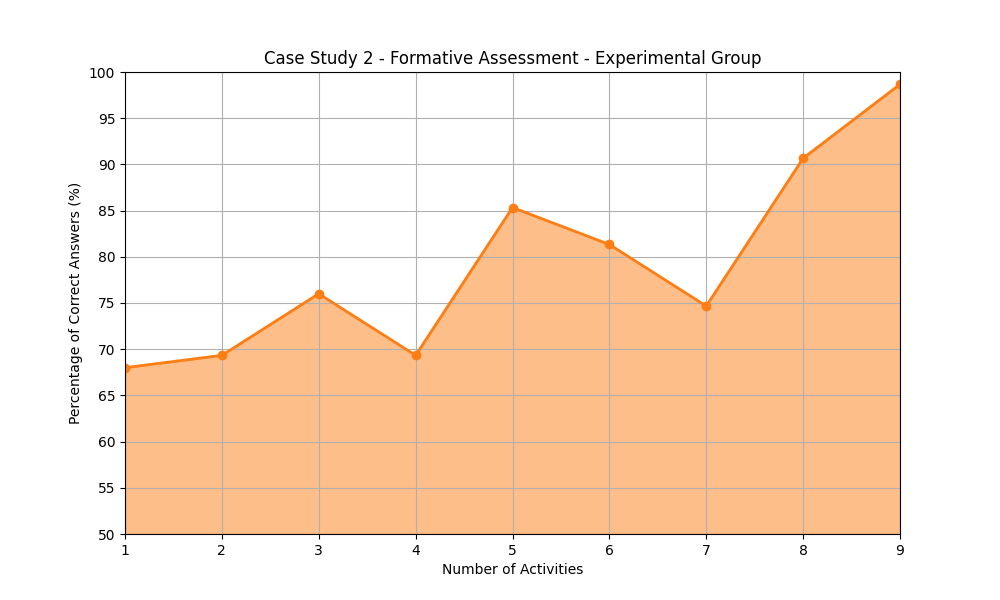 Case Study 2 - Formative Assessment - Experimental Group
Percentage of Correct Answers (%)
100
95
90
85
80
75
70
65
60
55
50
1 2 3 4 5 6 7 8 9
Number of Activities